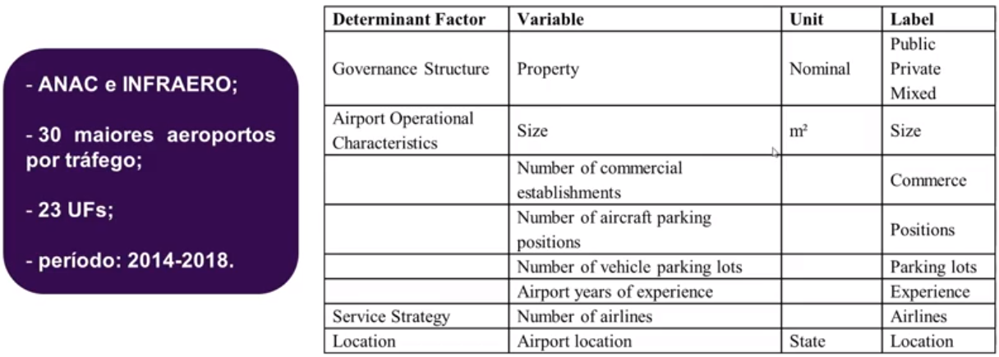 - ANAC e INFRAERO;
- 30 maiores aeroportos
por tráfego;
- 23 UFs;
- período: 2014-2018.
Determinant Factor Variable Unit Label
Governance Structure Property Nominal Public
Private
Mixed
Airport Operational
Characteristics Size m² Size
Number of commercial
establishments Commerce
Number of aircraft parking
positions Positions
Number of vehicle parking lots Parking lots
Airport years of experience Experience
Service Strategy Number of airlines Airlines
Location Airport location State Location